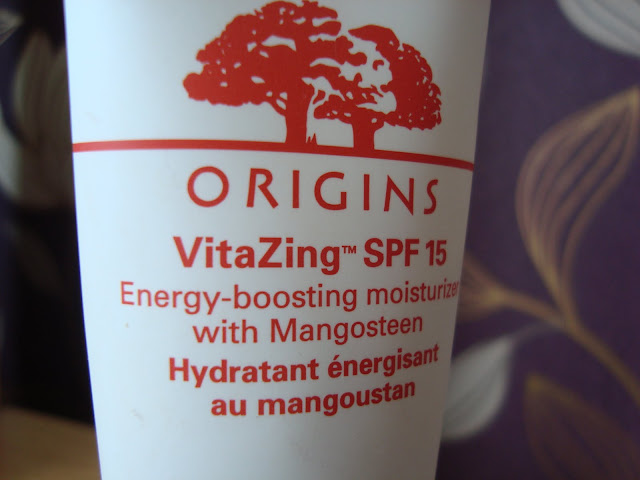 ORIGINS
VitaZing™ SPF 15
Energy-boosting moisturizer
with Mangosteen
Hydratant énergisant
au mangoustan